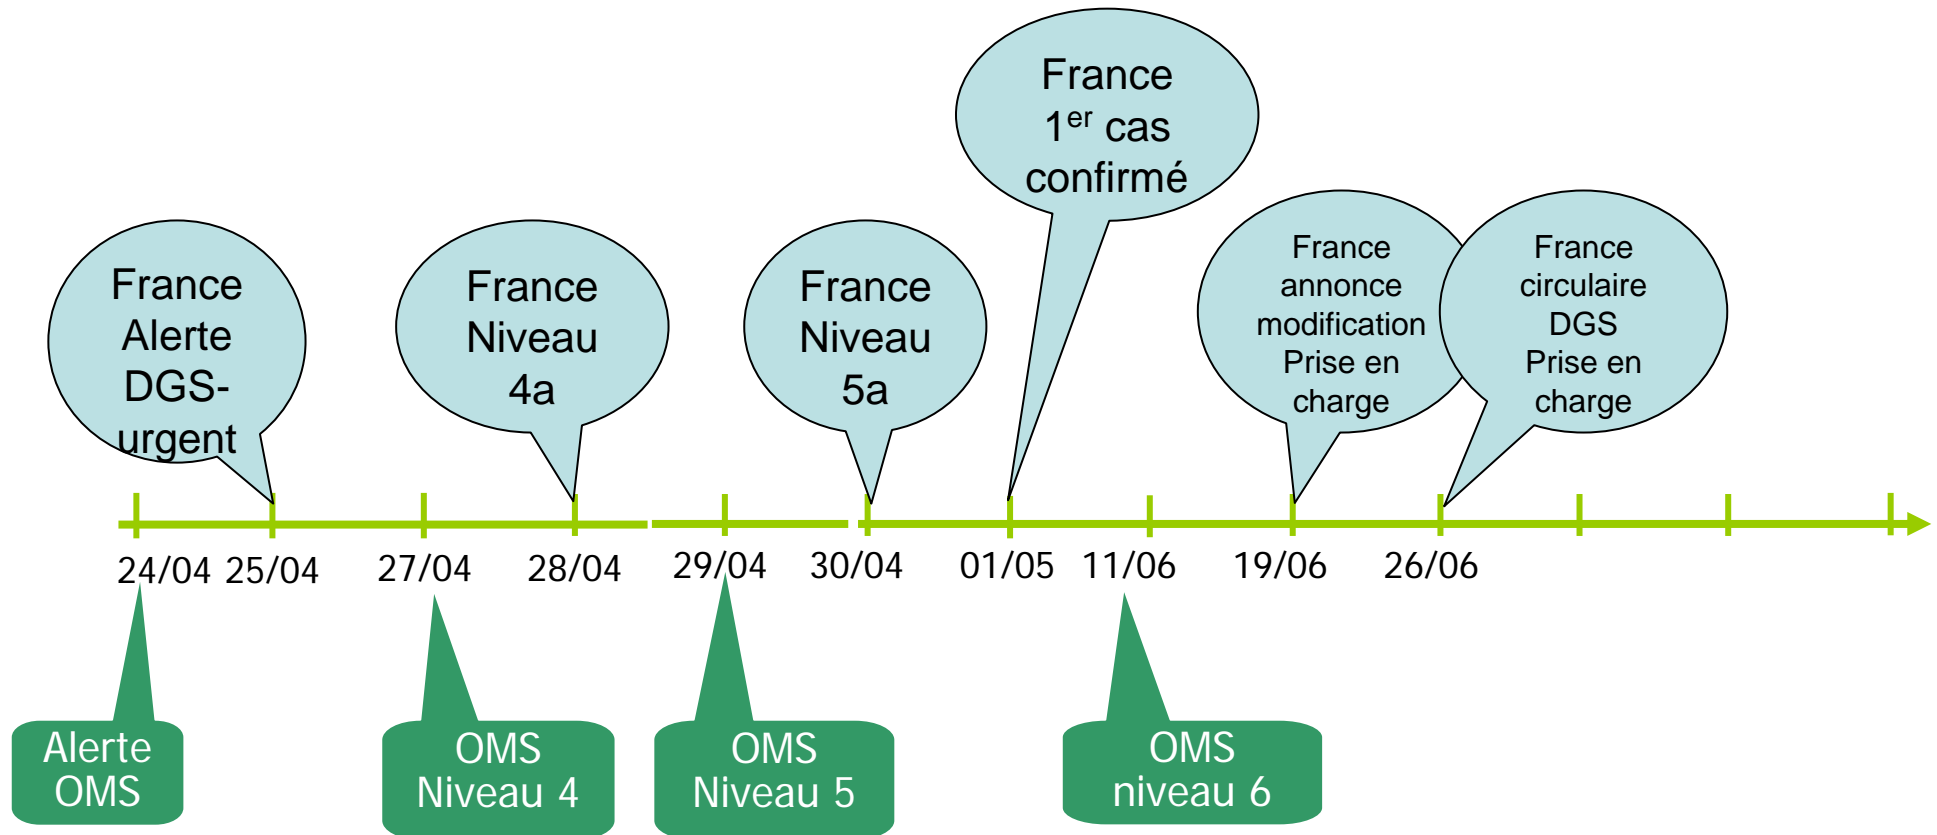 France
1er cas
confirmé
France
Alerte
DGS-
urgent
France
Niveau
4a
France
Niveau
5a
France
annonce
modification
Prise en
charge
France
circulaire
DGS
Prise en
charge
24/04 25/04 27/04 28/04 29/04 30/04 01/05 11/06 19/06 26/06
Alerte
OMS
OMS
Niveau 4
OMS
Niveau 5
OMS
niveau 6